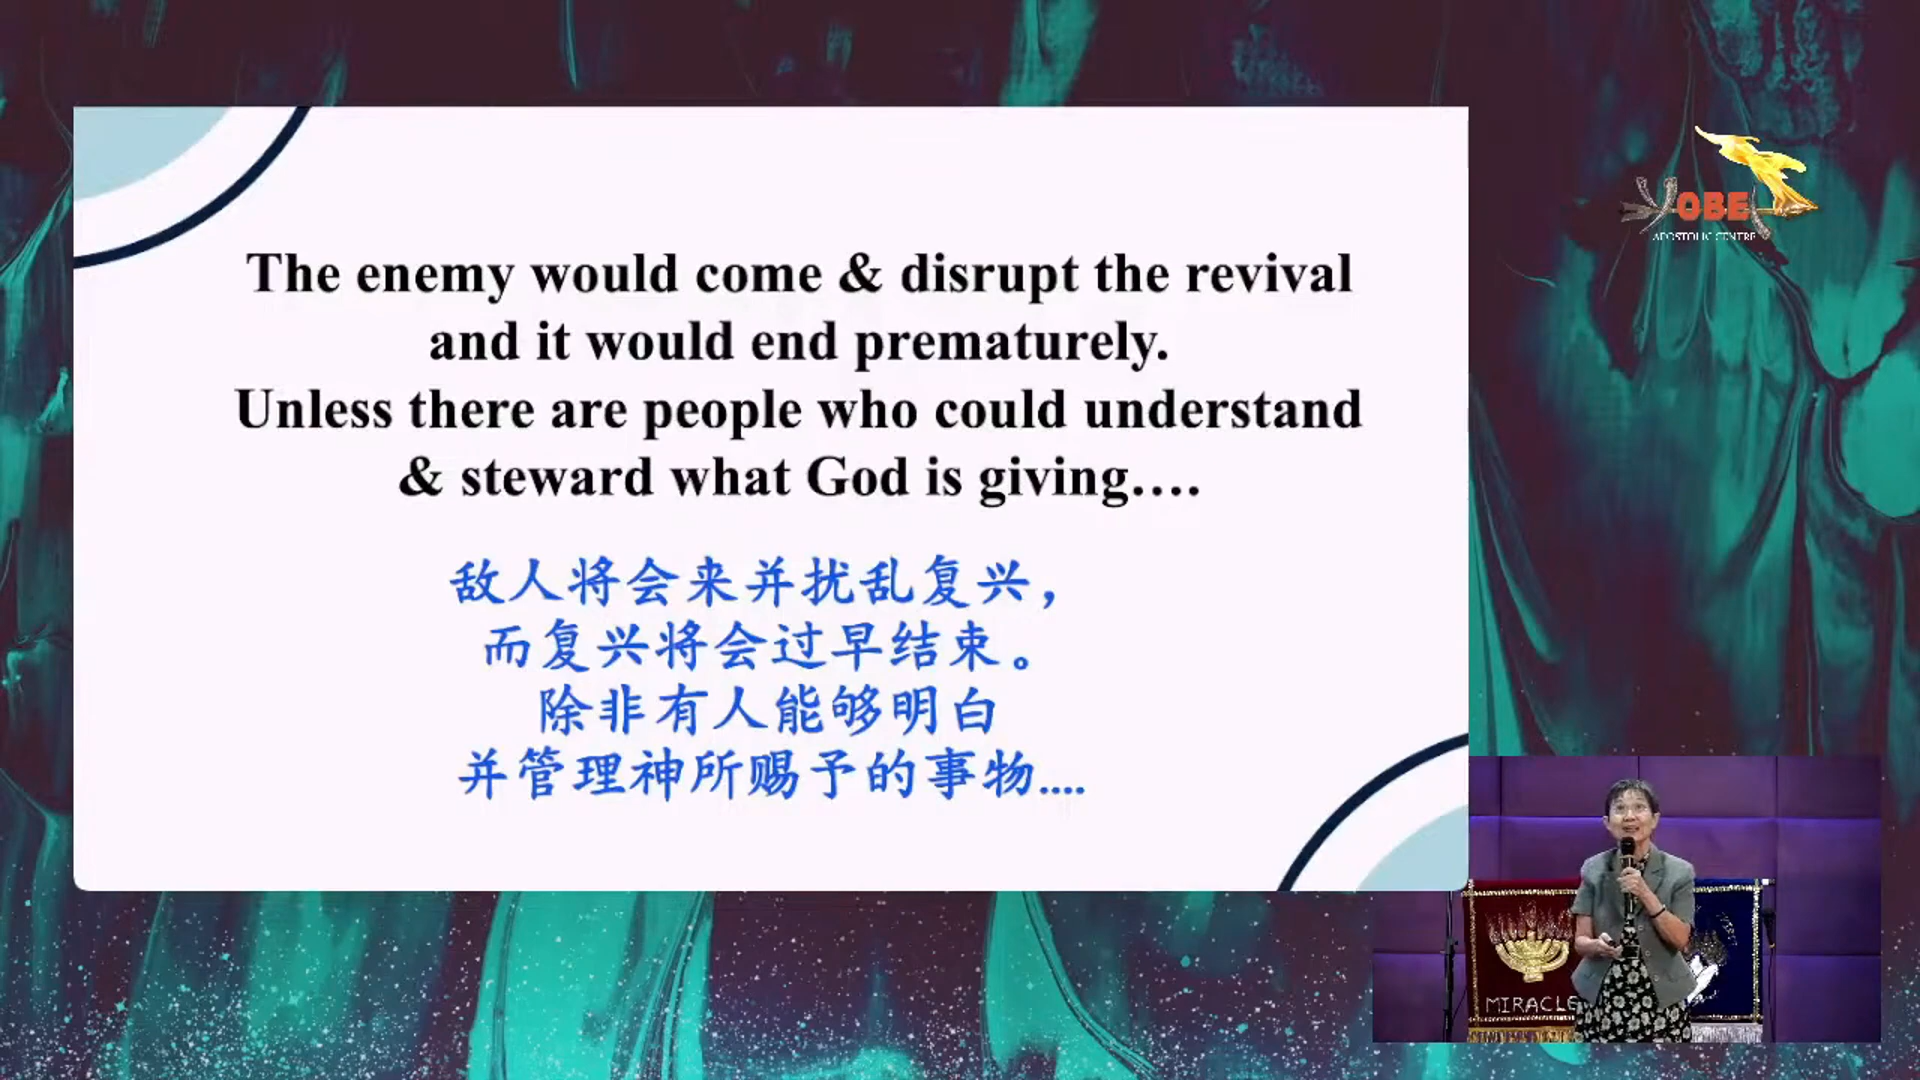 The enemy would come & disrupt the revival
and it would end prematurely.
Unless there are people who could understand
& steward what God is giving….
敌人将会来并扰乱复兴，
而复兴将会过早结束。
除非有人能够明白
并管理神所赐予的事物....
YOBEL
APOSTOLIC CENTRE
MIRACLE